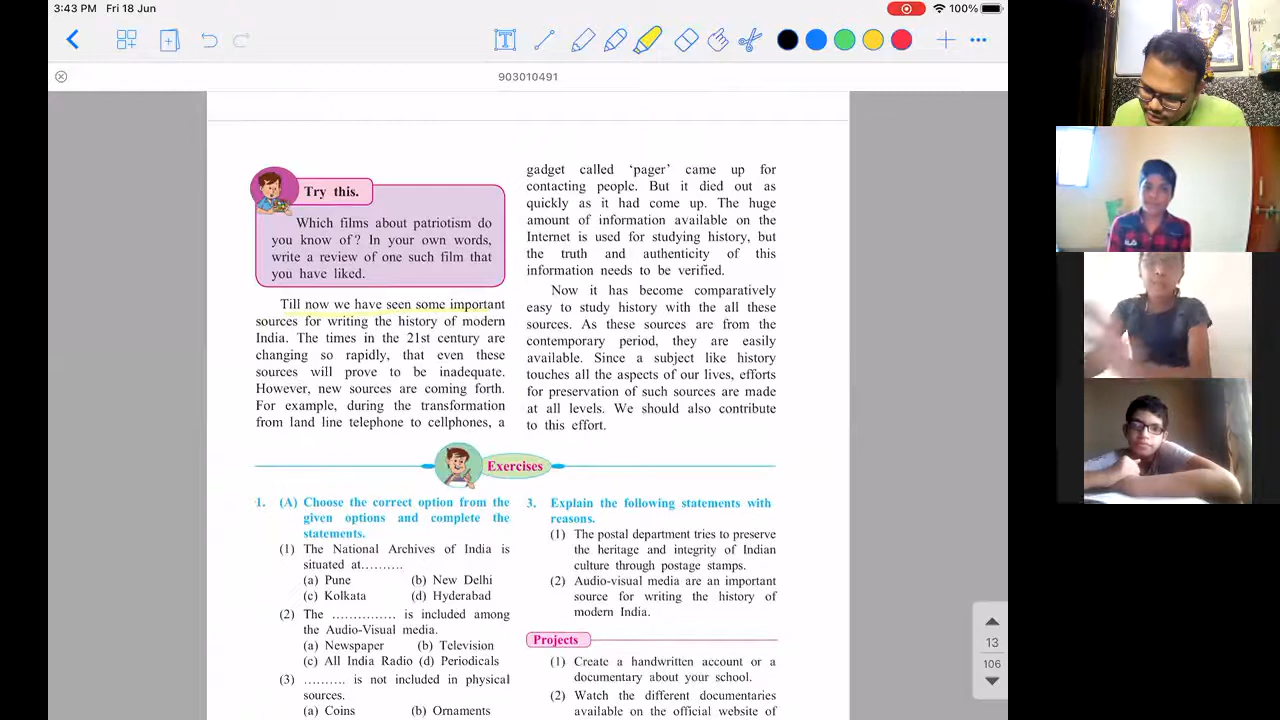 3:43 PM Fri 18 Jun
100%
T
903010491
Try this.
Which films about patriotism do
you know of? In your own words,
write a review of one such film that
you have liked.
Till now we have seen some important
sources for writing the history of modern
India. The times in the 21st century are
changing so rapidly, that even these
sources will prove to be inadequate.
However, new sources are coming forth.
For example, during the transformation
from land line telephone to cellphones, a
gadget called ‘pager’ came up for
contacting people. But it died out as
quickly as it had come up. The huge
amount of information available on the
Internet is used for studying history, but
the truth and authenticity of this
information needs to be verified.
Now it has become comparatively
easy to study history with the all these
sources. As these sources are from the
contemporary period, they are easily
available. Since a subject like history
touches all the aspects of our lives, efforts
for preservation of such sources are made
at all levels. We should also contribute
to this effort.
Exercises
1. (A) Choose the correct option from the
given options and complete the
statements.
(1) The National Archives of India is
situated at..........
(a) Pune (b) New Delhi
(c) Kolkata (d) Hyderabad
(2) The ............... is included among
the Audio-Visual media.
(a) Newspaper (b) Television
(c) All India Radio (d) Periodicals
(3) .......... is not included in physical
sources.
(a) Coins (b) Ornaments
3. Explain the following statements with
reasons.
(1) The postal department tries to preserve
the heritage and integrity of Indian
culture through postage stamps.
(2) Audio-visual media are an important
source for writing the history of
modern India.
Projects
(1) Create a handwritten account or a
documentary about your school.
(2) Watch the different documentaries
available on the official website of
13
106